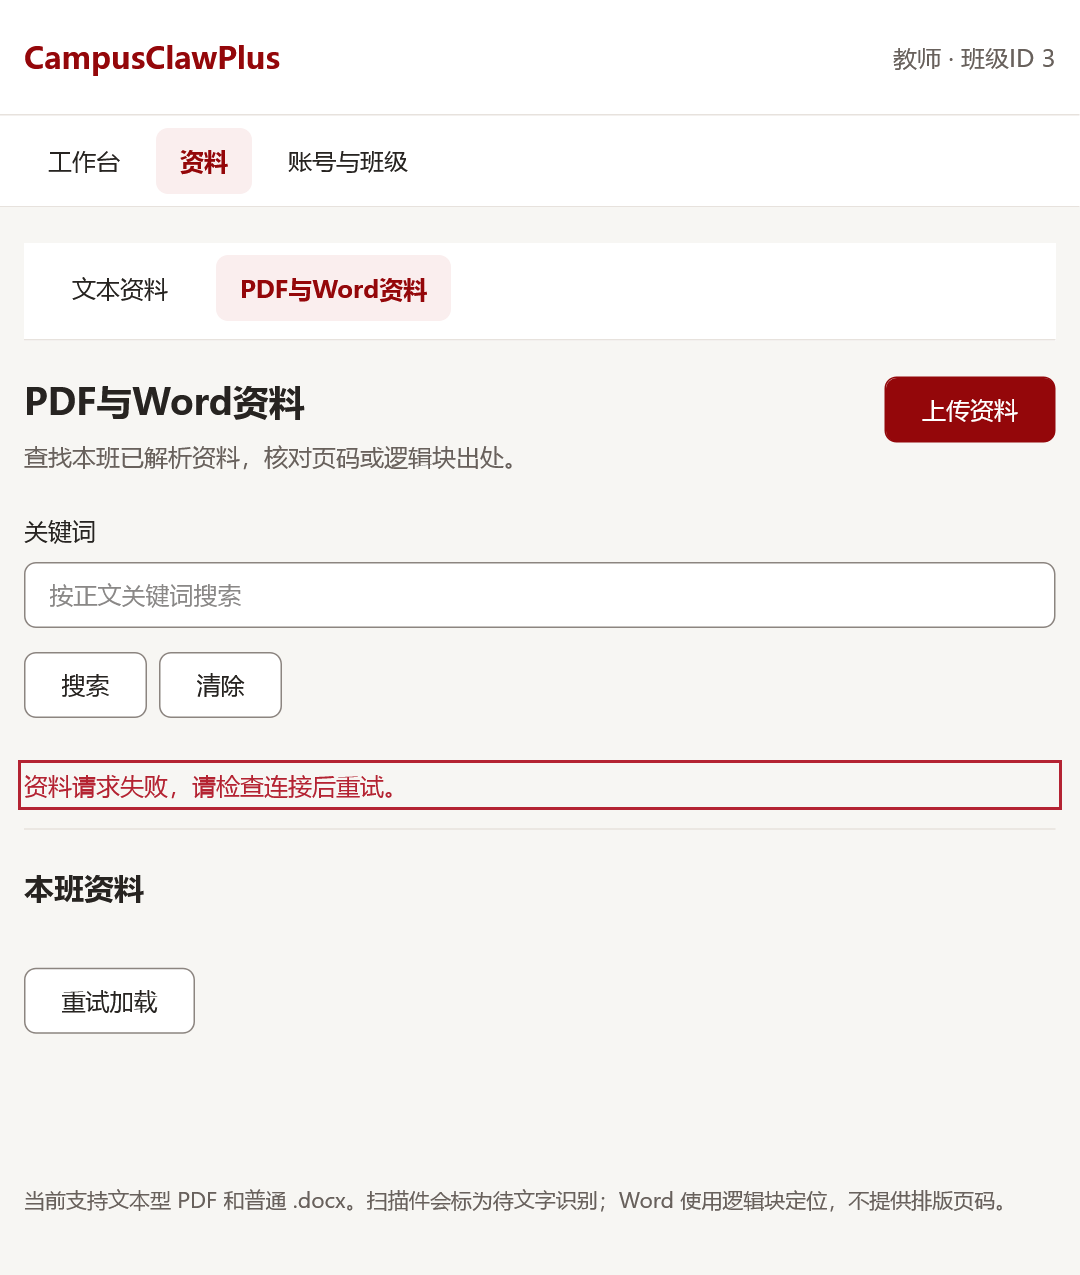 CampusClawPlus
教师 · 班级ID 3
工作台 资料 账号与班级
文本资料 PDF与Word资料
PDF与Word资料
上传资料
查找本班已解析资料，核对页码或逻辑块出处。
关键词
按正文关键词搜索
搜索 清除
资料请求失败，请检查连接后重试。
本班资料
重试加载
当前支持文本型 PDF 和普通 .docx。扫描件会标为待文字识别；Word 使用逻辑块定位，不提供排版页码。